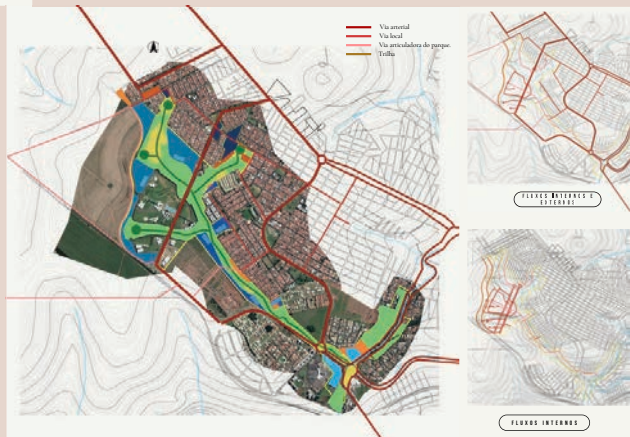 Via arterial
Via local
Via articuladora do parque.
Trilha
FLUXOS INTERNOS E
EXTERNOS
FLUXOS INTERNOS